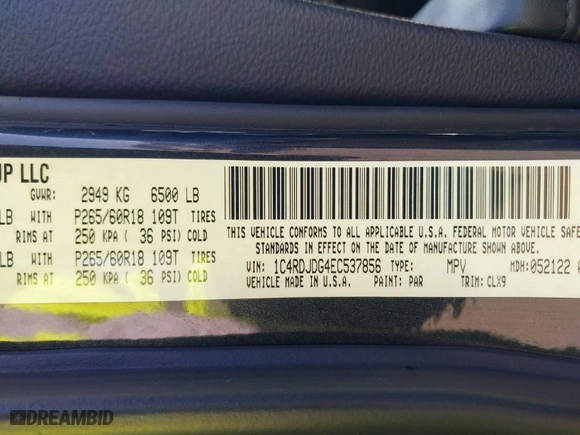 UP LLC
GVWR: 2949 KG 6500 LB
LB WITH P265/60R18 109T TIRES
RIMS AT 250 KPA ( 36 PSI) COLD
LB WITH P265/60R18 109T TIRES
RIMS AT 250 KPA ( 36 PSI) COLD
THIS VEHICLE CONFORMS TO ALL APPLICABLE U.S.A. FEDERAL MOTOR VEHICLE SAFE
STANDARDS IN EFFECT ON THE DATE OF MANUFACTURE SHOWN ABOVE.
VIN: 1C4RDJDG4EC537856 TYPE: MPV MDH: 052122
VEHICLE MADE IN U.S.A. PAINT: PAR TRIM: CLX9
DREAMBID